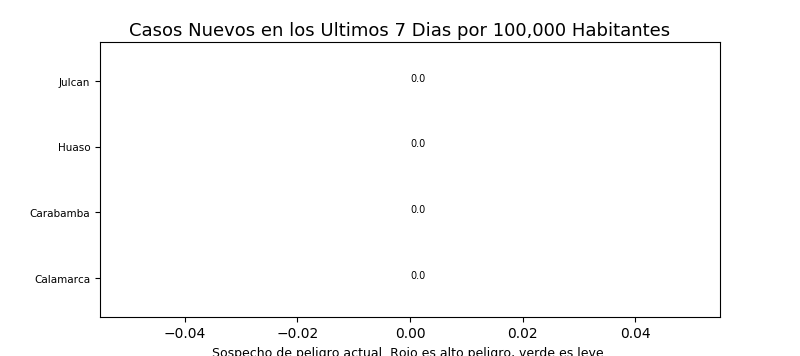 Casos Nuevos en los Ultimos 7 Dias por 100,000 Habitantes
Julcan 0.0
Huaso 0.0
Carabamba 0.0
Calamarca 0.0
−0.04 −0.02 0.00 0.02 0.04
Sospecho de peligro actual. Rojo es alto peligro, verde es leve